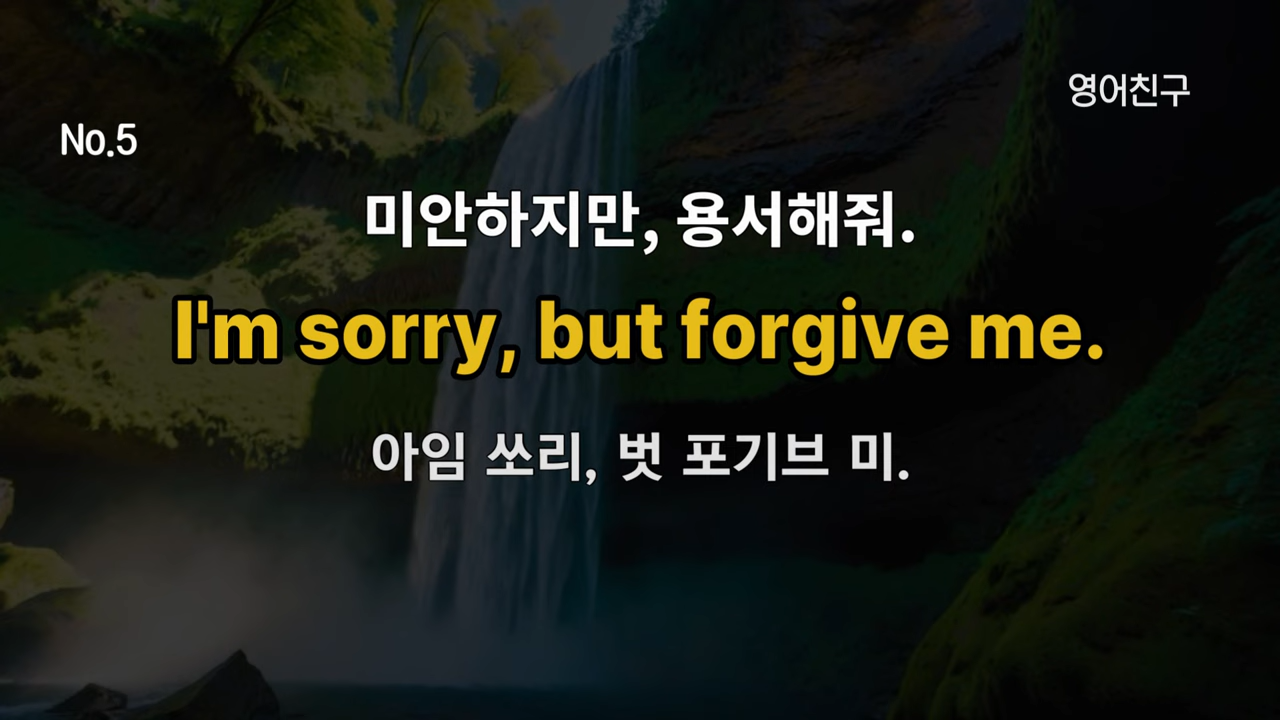 영어친구
No.5
미안하지만, 용서해줘.
I'm sorry, but forgive me.
아임 쏘리, 벗 포기브 미.